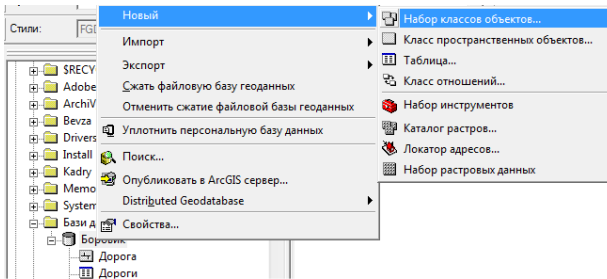 Новый
Набор классов объектов...
Стили:
FGD
Импорт
Класс пространственных объектов...
Экспорт
Таблица...
$RECY
Сжать файловую базу геоданных
Класс отношений...
Adobe
Отменить сжатие файловой базы геоданных
Набор инструментов
ArchiV
Bevza
Уплотнить персональную базу данных
Каталог растров...
Drivers
Install
Поиск...
Локатор адресов...
Kadry
Опубликовать в ArcGIS сервер...
Набор растровых данных
Memo
System
Distributed Geodatabase
Бази д
Свойства...
Боровик
Дорога
Дороги